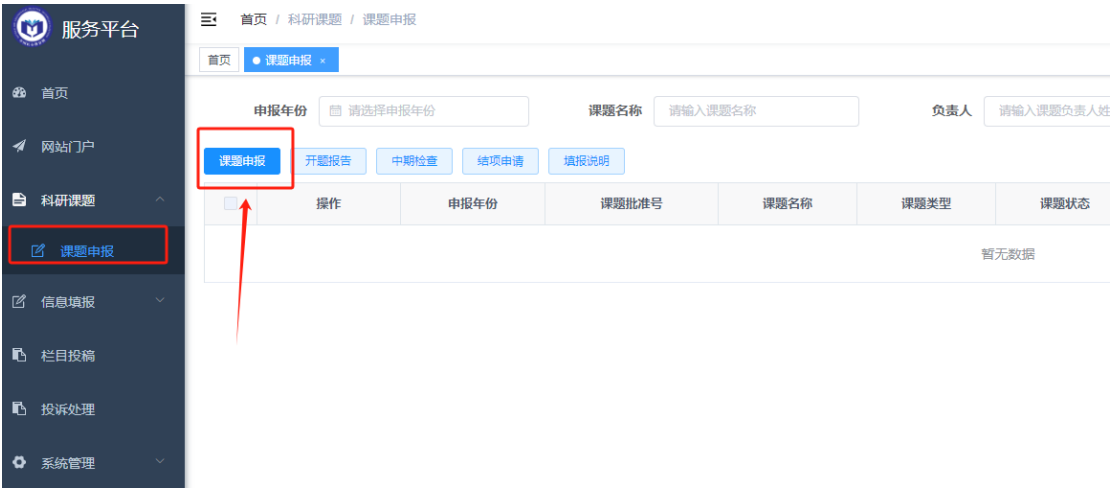 服务平台
首页 / 科研课题 / 课题申报
首页 课题申报 ×
首页
网站门户
科研课题
课题申报
信息填报
栏目投稿
投诉处理
系统管理
申报年份 请选择申报年份 课题名称 请输入课题名称 负责人 请输入课题负责人姓
课题申报 开题报告 中期检查 结项申请 填报说明
操作 申报年份 课题批准号 课题名称 课题类型 课题状态
暂无数据